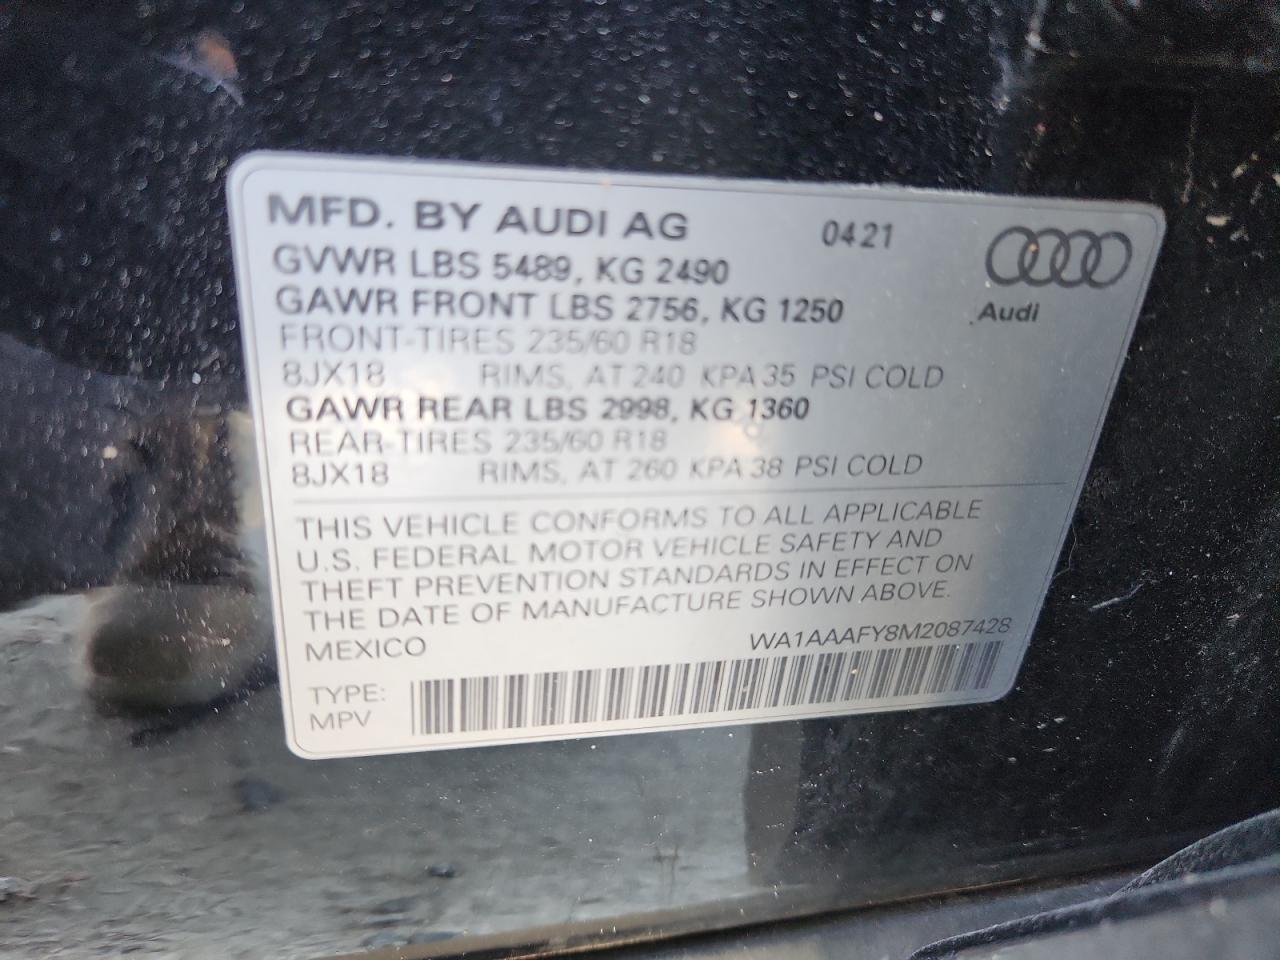 MFD. BY AUDI AG 0421
GVWR LBS 5489, KG 2490
GAWR FRONT LBS 2756, KG 1250
Audi
FRONT-TIRES 235/60 R18
8JX18 RIMS, AT 240 KPA 35 PSI COLD
GAWR REAR LBS 2998, KG 1360
REAR-TIRES 235/60 R18
8JX18 RIMS, AT 260 KPA 38 PSI COLD
THIS VEHICLE CONFORMS TO ALL APPLICABLE
U.S. FEDERAL MOTOR VEHICLE SAFETY AND
THEFT PREVENTION STANDARDS IN EFFECT ON
THE DATE OF MANUFACTURE SHOWN ABOVE.
MEXICO WA1AAAFY8M2087428
TYPE:
MPV